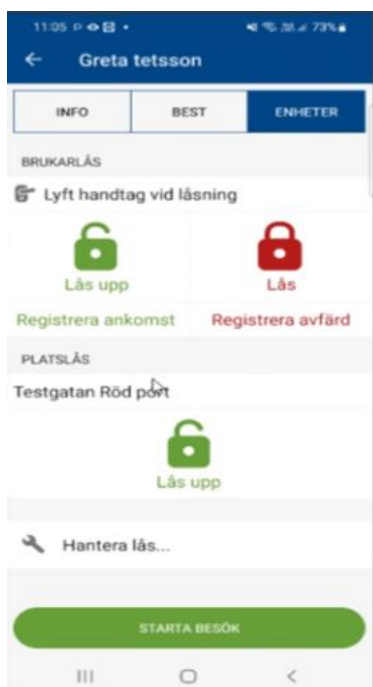 11:05 73%
Greta tetsson
INFO BEST ENHETER
BRUKARLÅS
Lyft handtag vid låsning
Lås upp Lås
Registrera ankomst Registrera avfärd
PLATSLÅS
Testgatan Röd port
Lås upp
Hantera lås...
STARTA BESÖK